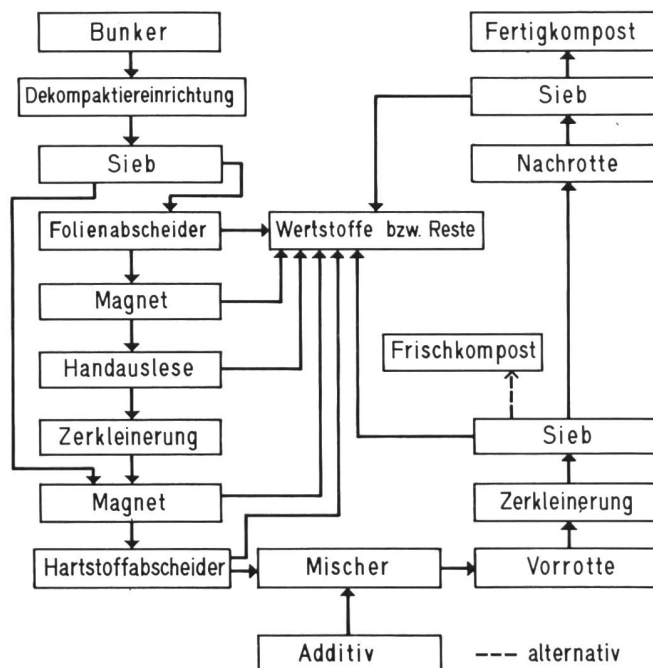 Bunker
Dekompaktiereinrichtung
Sieb
Folienabscheider
Magnet
Handauslese
Zerkleinerung
Magnet
Hartstoffabscheider
Mischer
Additiv
Wertstoffe bzw. Reste
Fertigkompost
Sieb
Nachrotte
Frischkompost
Sieb
Zerkleinerung
Vorrotte
--- alternativ